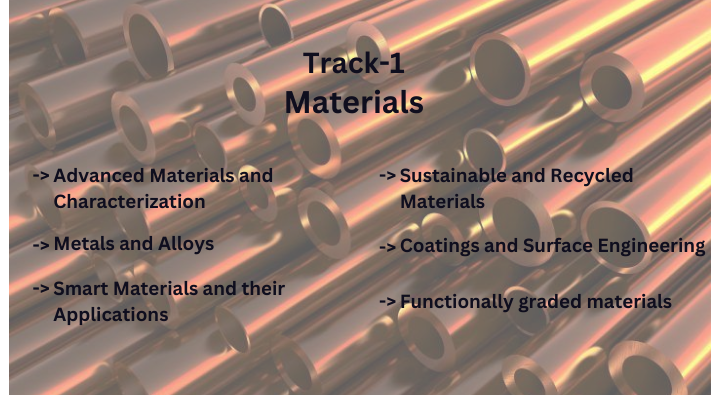 Track-1
Materials
-> Advanced Materials and
Characterization
-> Metals and Alloys
-> Smart Materials and their
Applications
-> Sustainable and Recycled
Materials
-> Coatings and Surface Engineering
-> Functionally graded materials